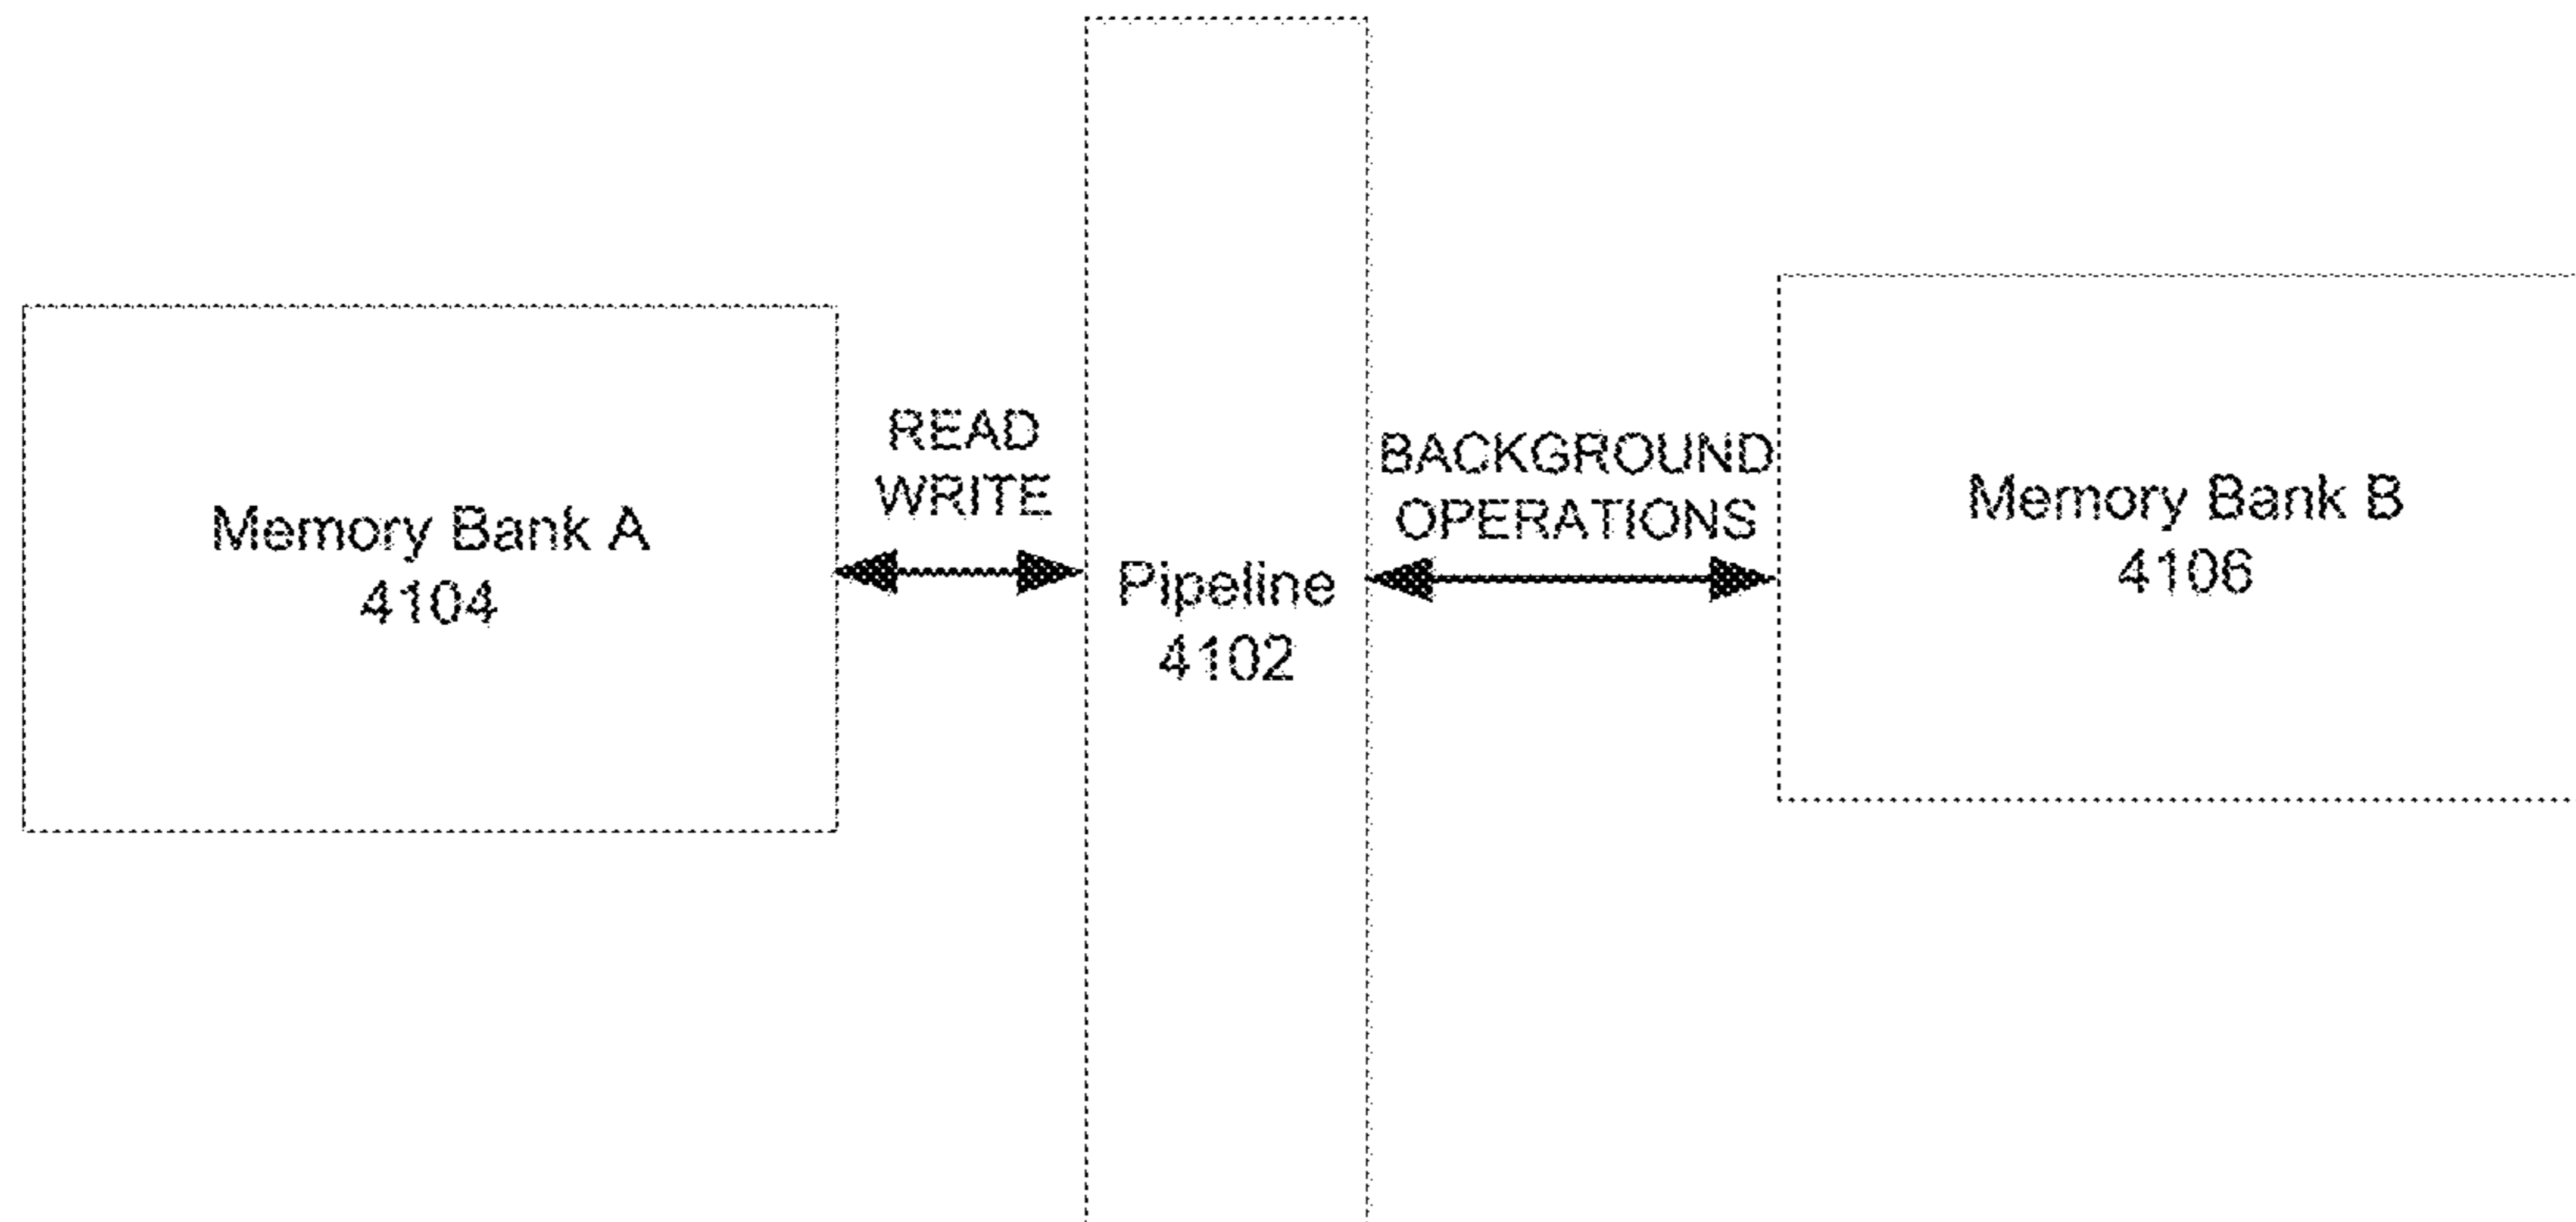 Memory Bank A
4104
READ
WRITE
Pipeline
4102
BACKGROUND
OPERATIONS
Memory Bank B
4106